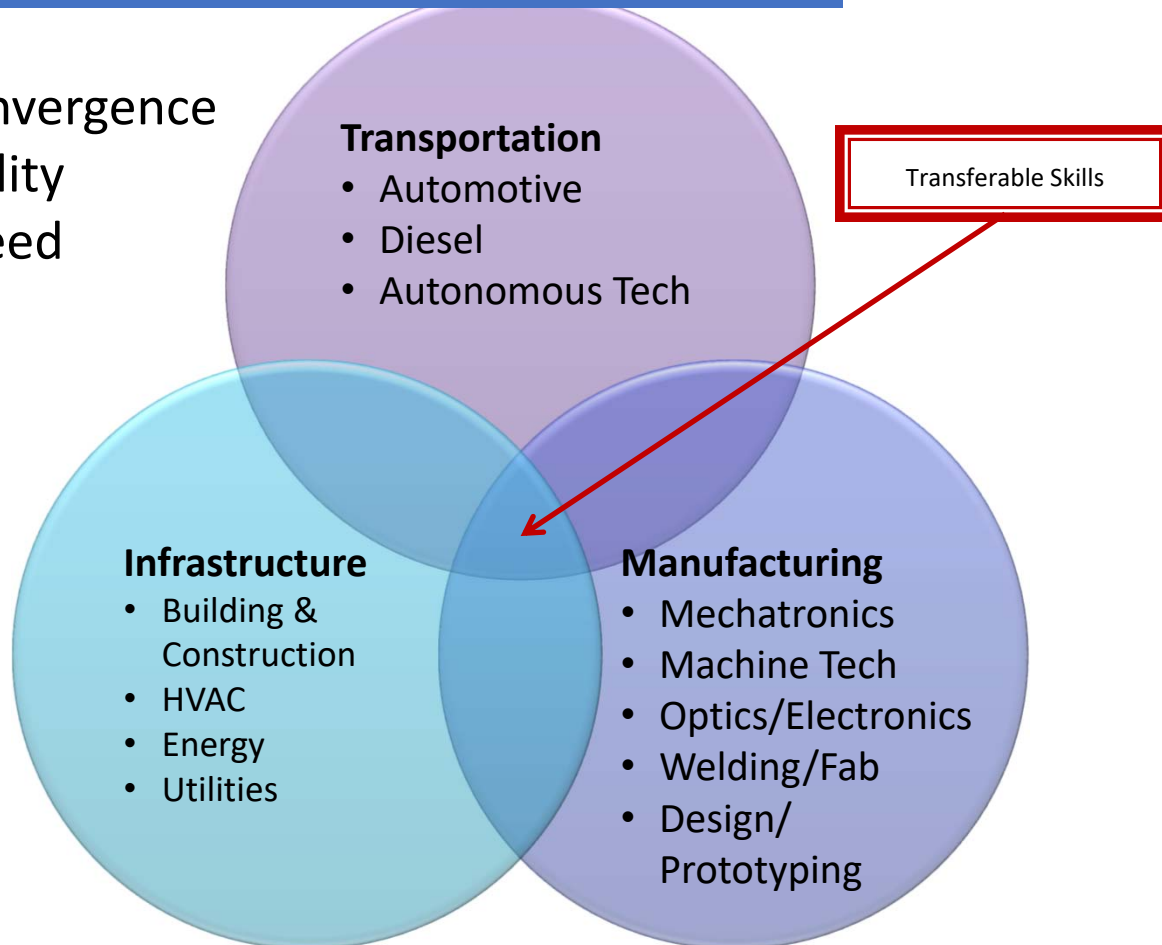 nvergence
lity
eed
Transportation
• Automotive
• Diesel
• Autonomous Tech
Transferable Skills
Infrastructure
• Building &
Construction
• HVAC
• Energy
• Utilities
Manufacturing
• Mechatronics
• Machine Tech
• Optics/Electronics
• Welding/Fab
• Design/
Prototyping